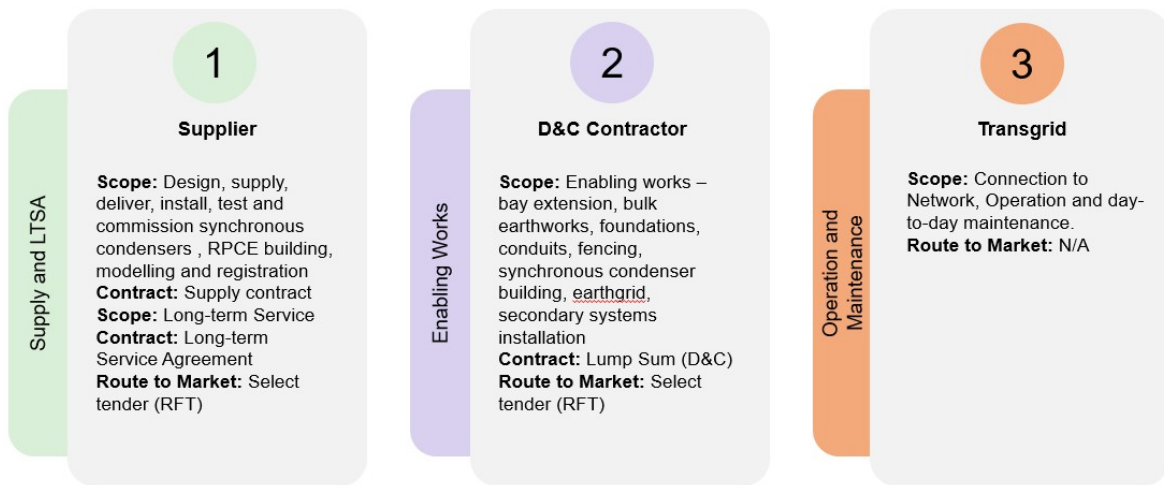 1
Supplier
Supply and LTSA
Scope: Design, supply,
deliver, install, test and
commission synchronous
condensers , RPCE building,
modelling and registration
Contract: Supply contract
Scope: Long-term Service
Contract: Long-term
Service Agreement
Route to Market: Select
tender (RFT)
2
D&C Contractor
Enabling Works
Scope: Enabling works –
bay extension, bulk
earthworks, foundations,
conduits, fencing,
synchronous condenser
building, earthgrid,
secondary systems
installation
Contract: Lump Sum (D&C)
Route to Market: Select
tender (RFT)
3
Transgrid
Operation and
Maintenance
Scope: Connection to
Network, Operation and day-
to-day maintenance.
Route to Market: N/A